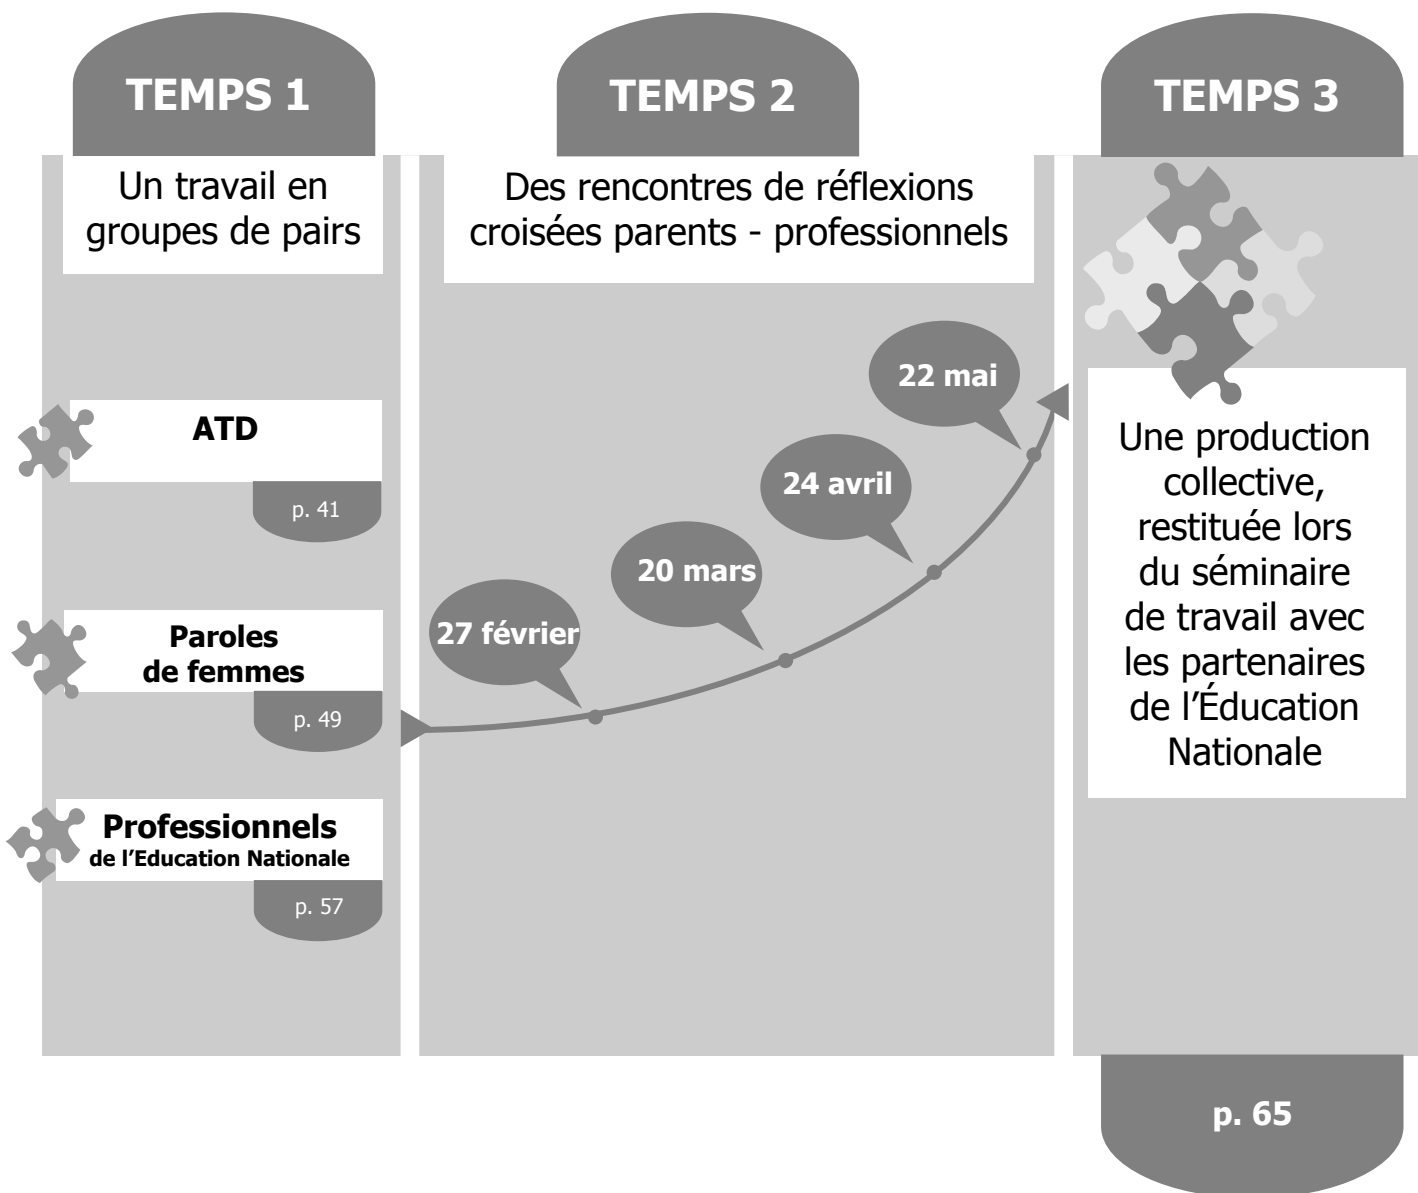 TEMPS 1
Un travail en
groupes de pairs
ATD
p. 41
Paroles
de femmes
p. 49
Professionnels
de l'Education Nationale
p. 57
TEMPS 2
Des rencontres de réflexions
croisées parents - professionnels
27 février
20 mars
24 avril
22 mai
TEMPS 3
Une production
collective,
restituée lors
du séminaire
de travail avec
les partenaires
de l'Éducation
Nationale
p. 65